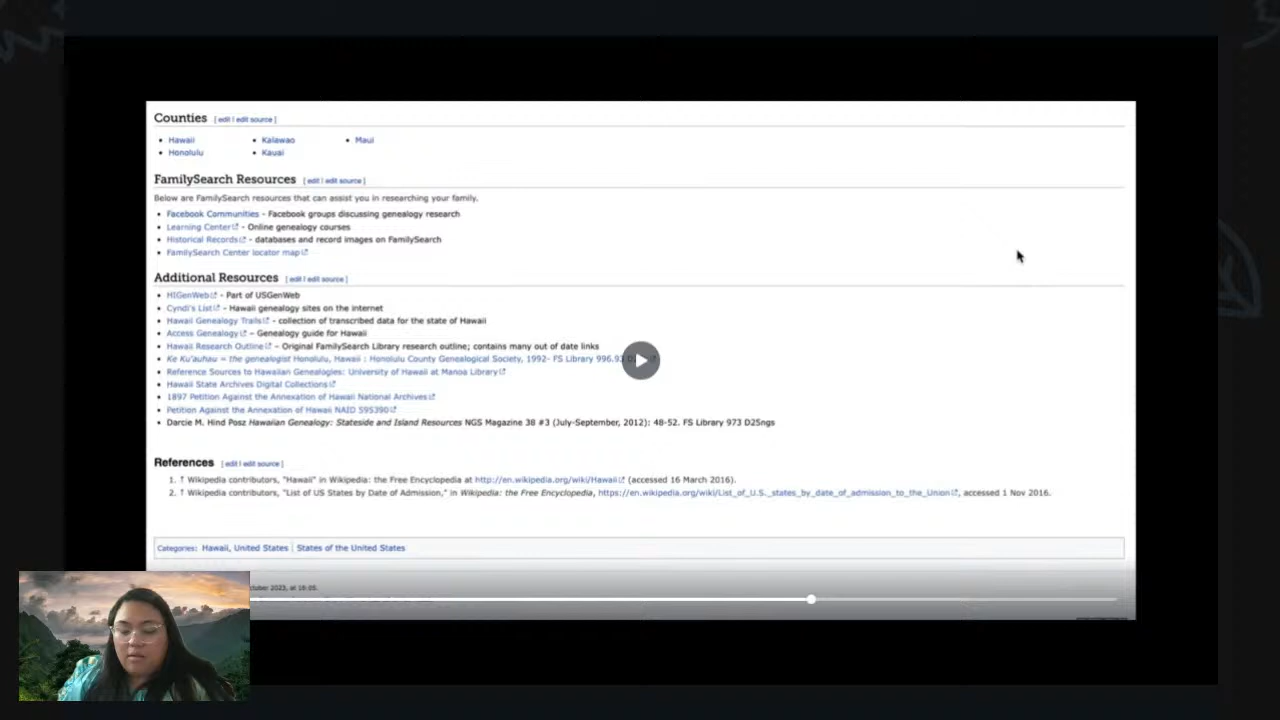 Counties [ edit | edit source ]
• Hawaii • Kalawao • Maui
• Honolulu • Kauai
FamilySearch Resources [ edit | edit source ]
Below are FamilySearch resources that can assist you in researching your family.
• Facebook Communities - Facebook groups discussing genealogy research
• Learning Center - Online genealogy courses
• Historical Records - databases and record images on FamilySearch
• FamilySearch Center locator map
Additional Resources [ edit | edit source ]
• HIGenWeb - Part of USGenWeb
• Cyndi's List - Hawaii genealogy sites on the internet
• Hawaii Genealogy Trails - collection of transcribed data for the state of Hawaii
• Access Genealogy – Genealogy guide for Hawaii
• Hawaii Research Outline – Original FamilySearch Library research outline; contains many out of date links
• Ke Ku'auhau = the genealogist Honolulu, Hawaii : Honolulu County Genealogical Society, 1992- FS Library 996.93
• Reference Sources to Hawaiian Genealogies: University of Hawaii at Manoa Library
• Hawaii State Archives Digital Collections
• 1897 Petition Against the Annexation of Hawaii National Archives
• Petition Against the Annexation of Hawaii NAID 595390
• Darcie M. Hind Posz Hawaiian Genealogy: Stateside and Island Resources NGS Magazine 38 #3 (July-September, 2012): 48-52. FS Library 973 D25ngs
References [ edit | edit source ]
1. ↑ Wikipedia contributors, "Hawaii" in Wikipedia: the Free Encyclopedia at http://en.wikipedia.org/wiki/Hawaii (accessed 16 March 2016).
2. ↑ Wikipedia contributors, "List of US States by Date of Admission," in Wikipedia: the Free Encyclopedia, https://en.wikipedia.org/wiki/List_of_U.S._states_by_date_of_admission_to_the_Union, accessed 1 Nov 2016.
Categories: Hawaii, United States | States of the United States
2023, at 16:05.